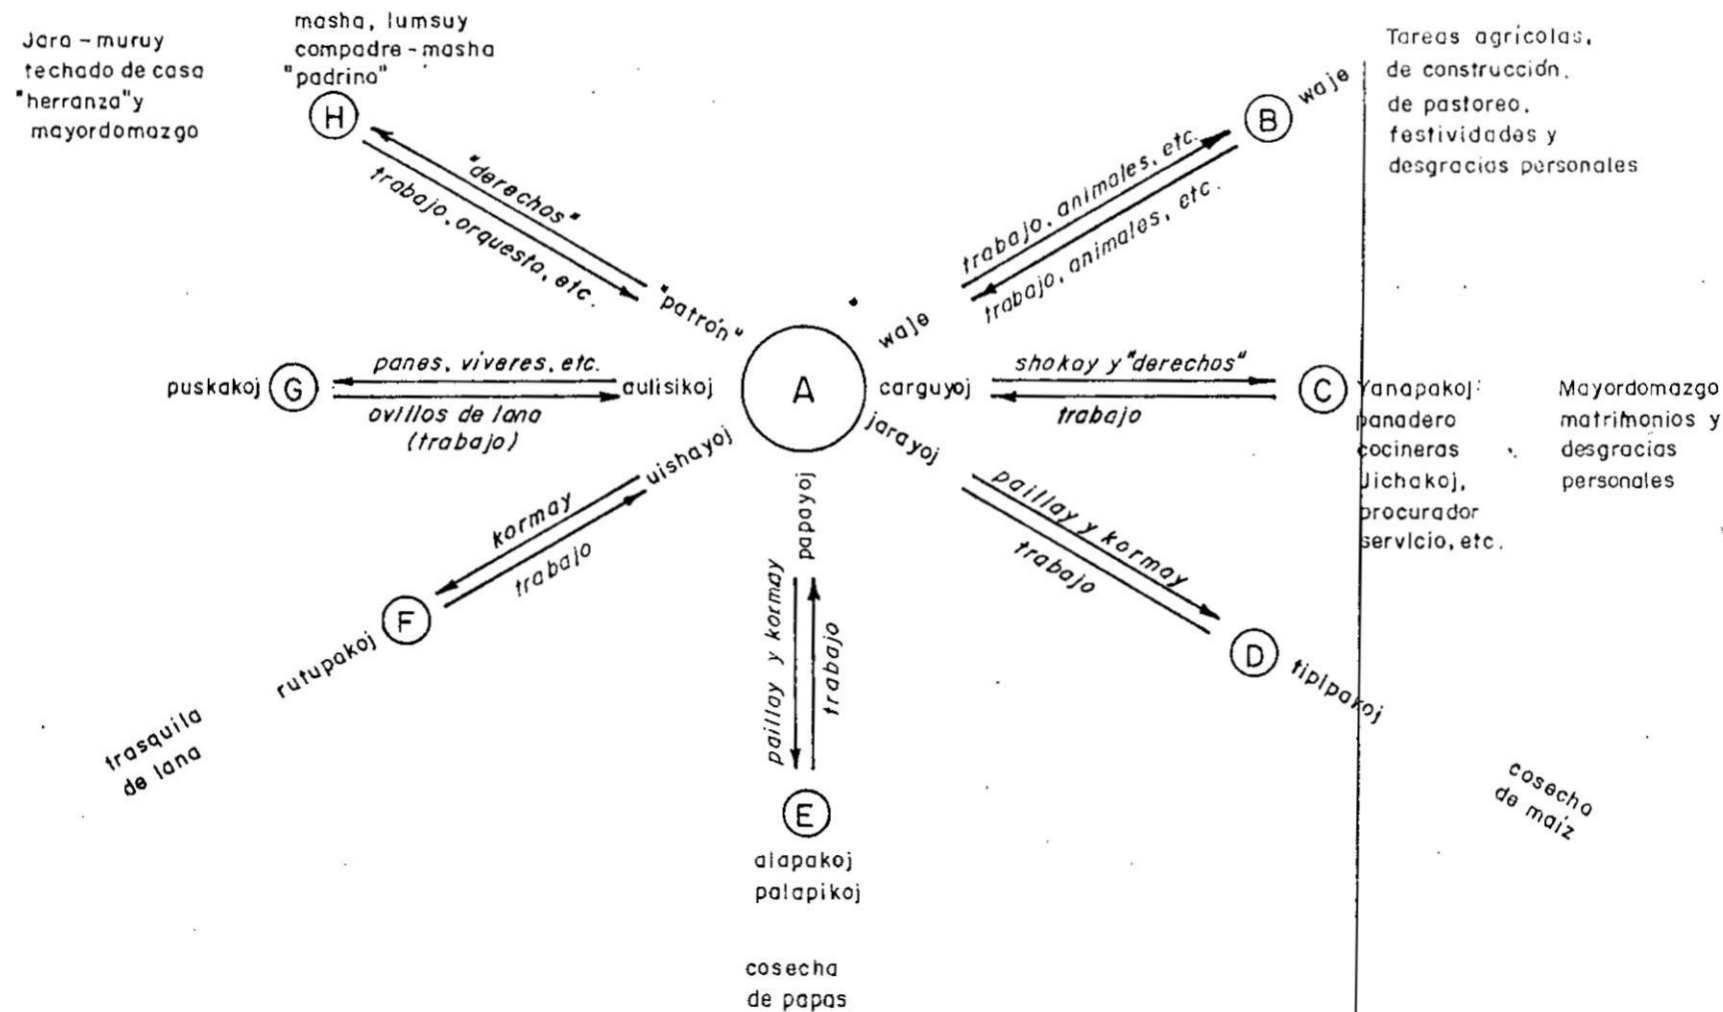 Jara-muruy
techado de casa
"herranza"y
mayordomazgo
masha, lumsuy
compadre-masha
"padrino"
H
"derechos"
trabajo, orquesta, etc.
"patrón"
Tareas agrícolas,
de construcción,
de pastoreo,
festividades y
desgracias personales
waje
B
trabajo, animales, etc.
trabajo, animales, etc.
waje
A
puskakoj
G
panes, víveres, etc.
ovillos de lana
(trabajo)
aulisikoj
carguyoj
shokay y"derechos"
trabajo
C
Yanapakoj:
panadero
cocineras
Jichakoj,
procurador
servicio, etc.
Mayordomazgo
matrimonios y
desgracias
personales
jarayoj
paillay y kormay
trabajo
D
tiplpakoj
cosecha
de maíz
uishayoj
kormay
trabajo
F
rutupakoj
trasquila
de lana
papayoj
paillay y kormay
trabajo
E
alapakoj
palapikoj
cosecha
de papas